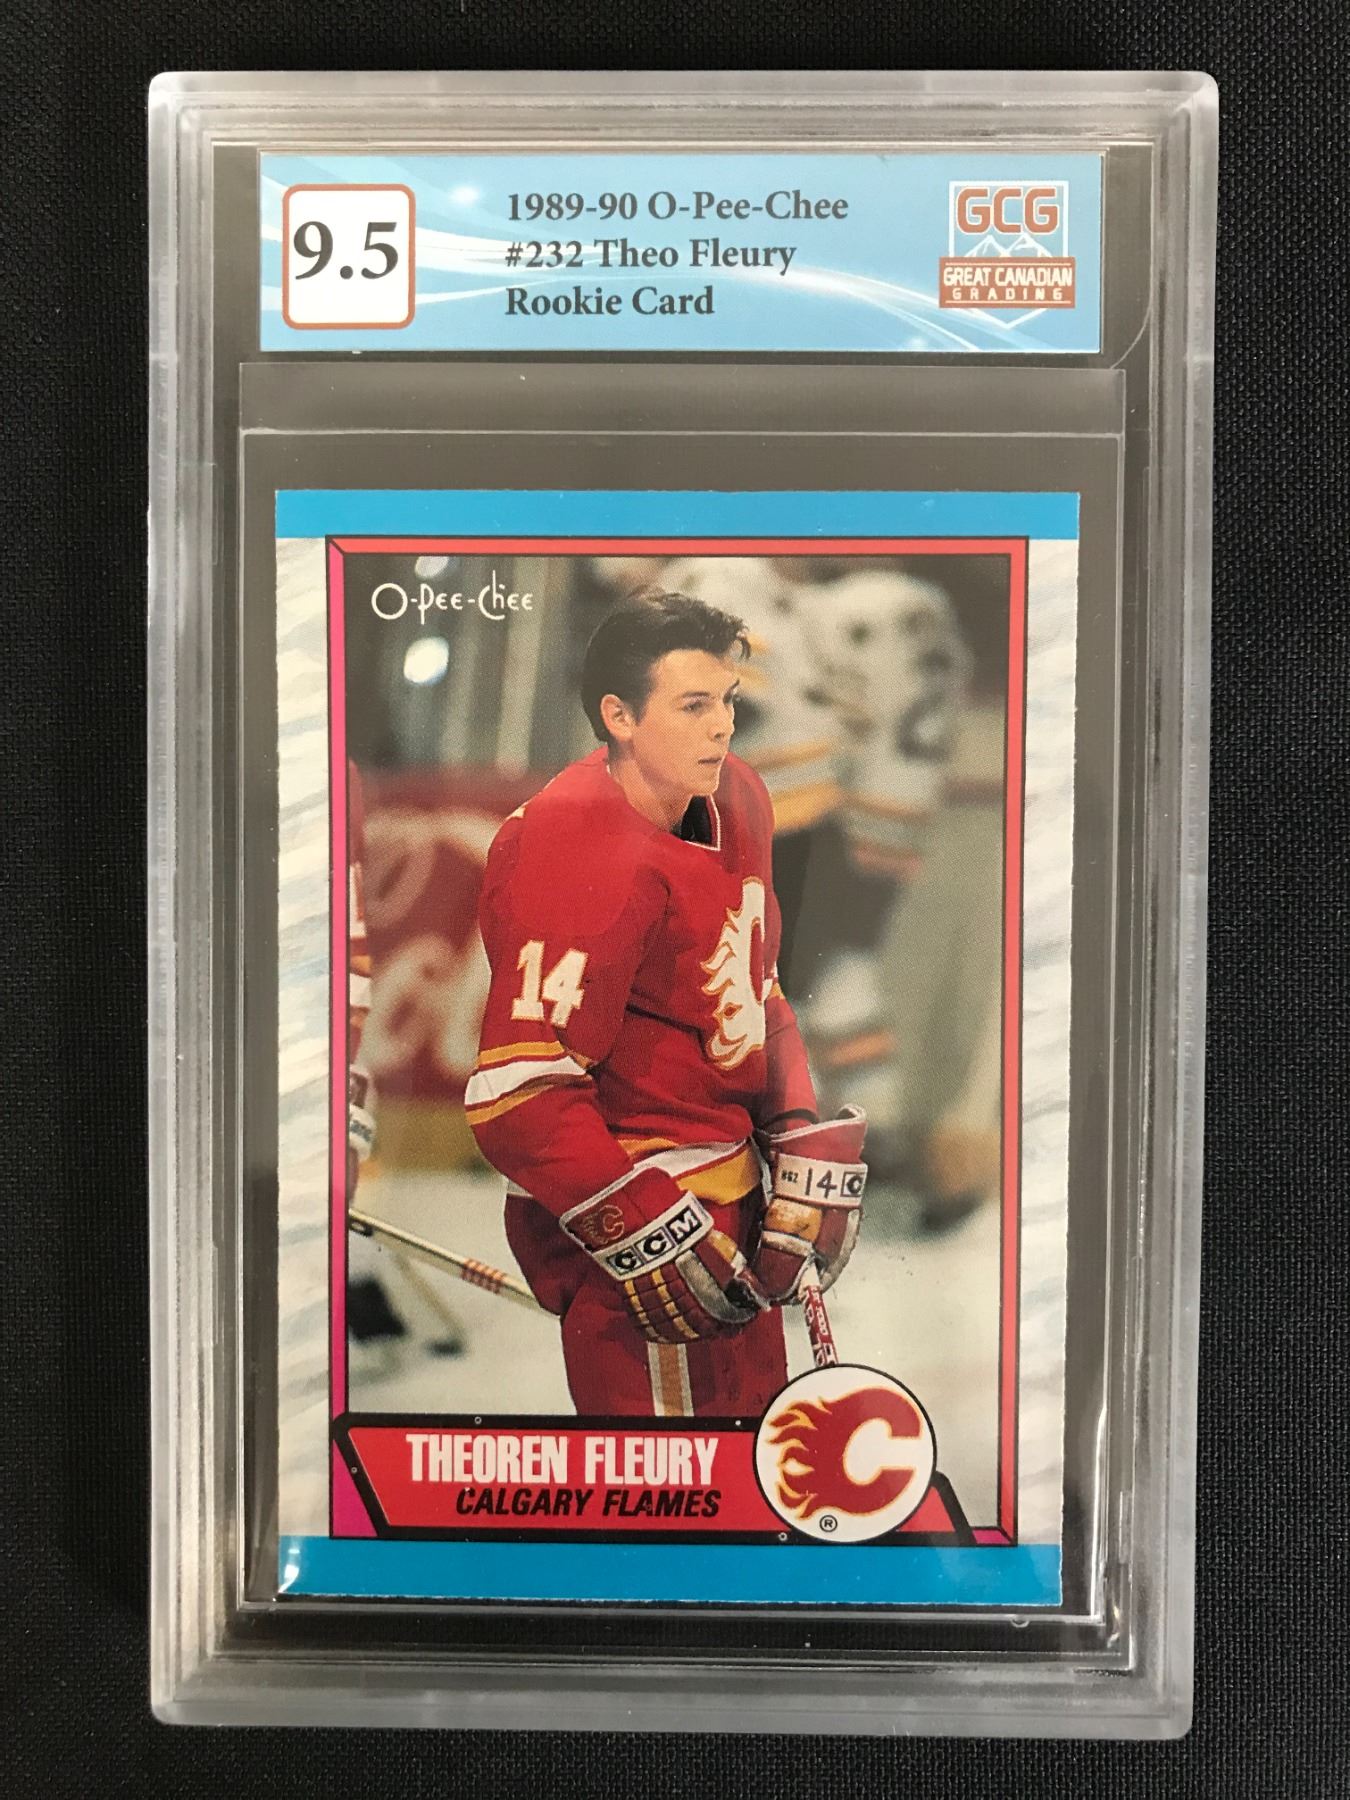 9.5
1989-90 O-Pee-Chee
#232 Theo Fleury
Rookie Card
GCG
GREAT CANADIAN
GRADING
O-Pee-Chee
14
14 C
CCM
THEOREN FLEURY
CALGARY FLAMES
C
®